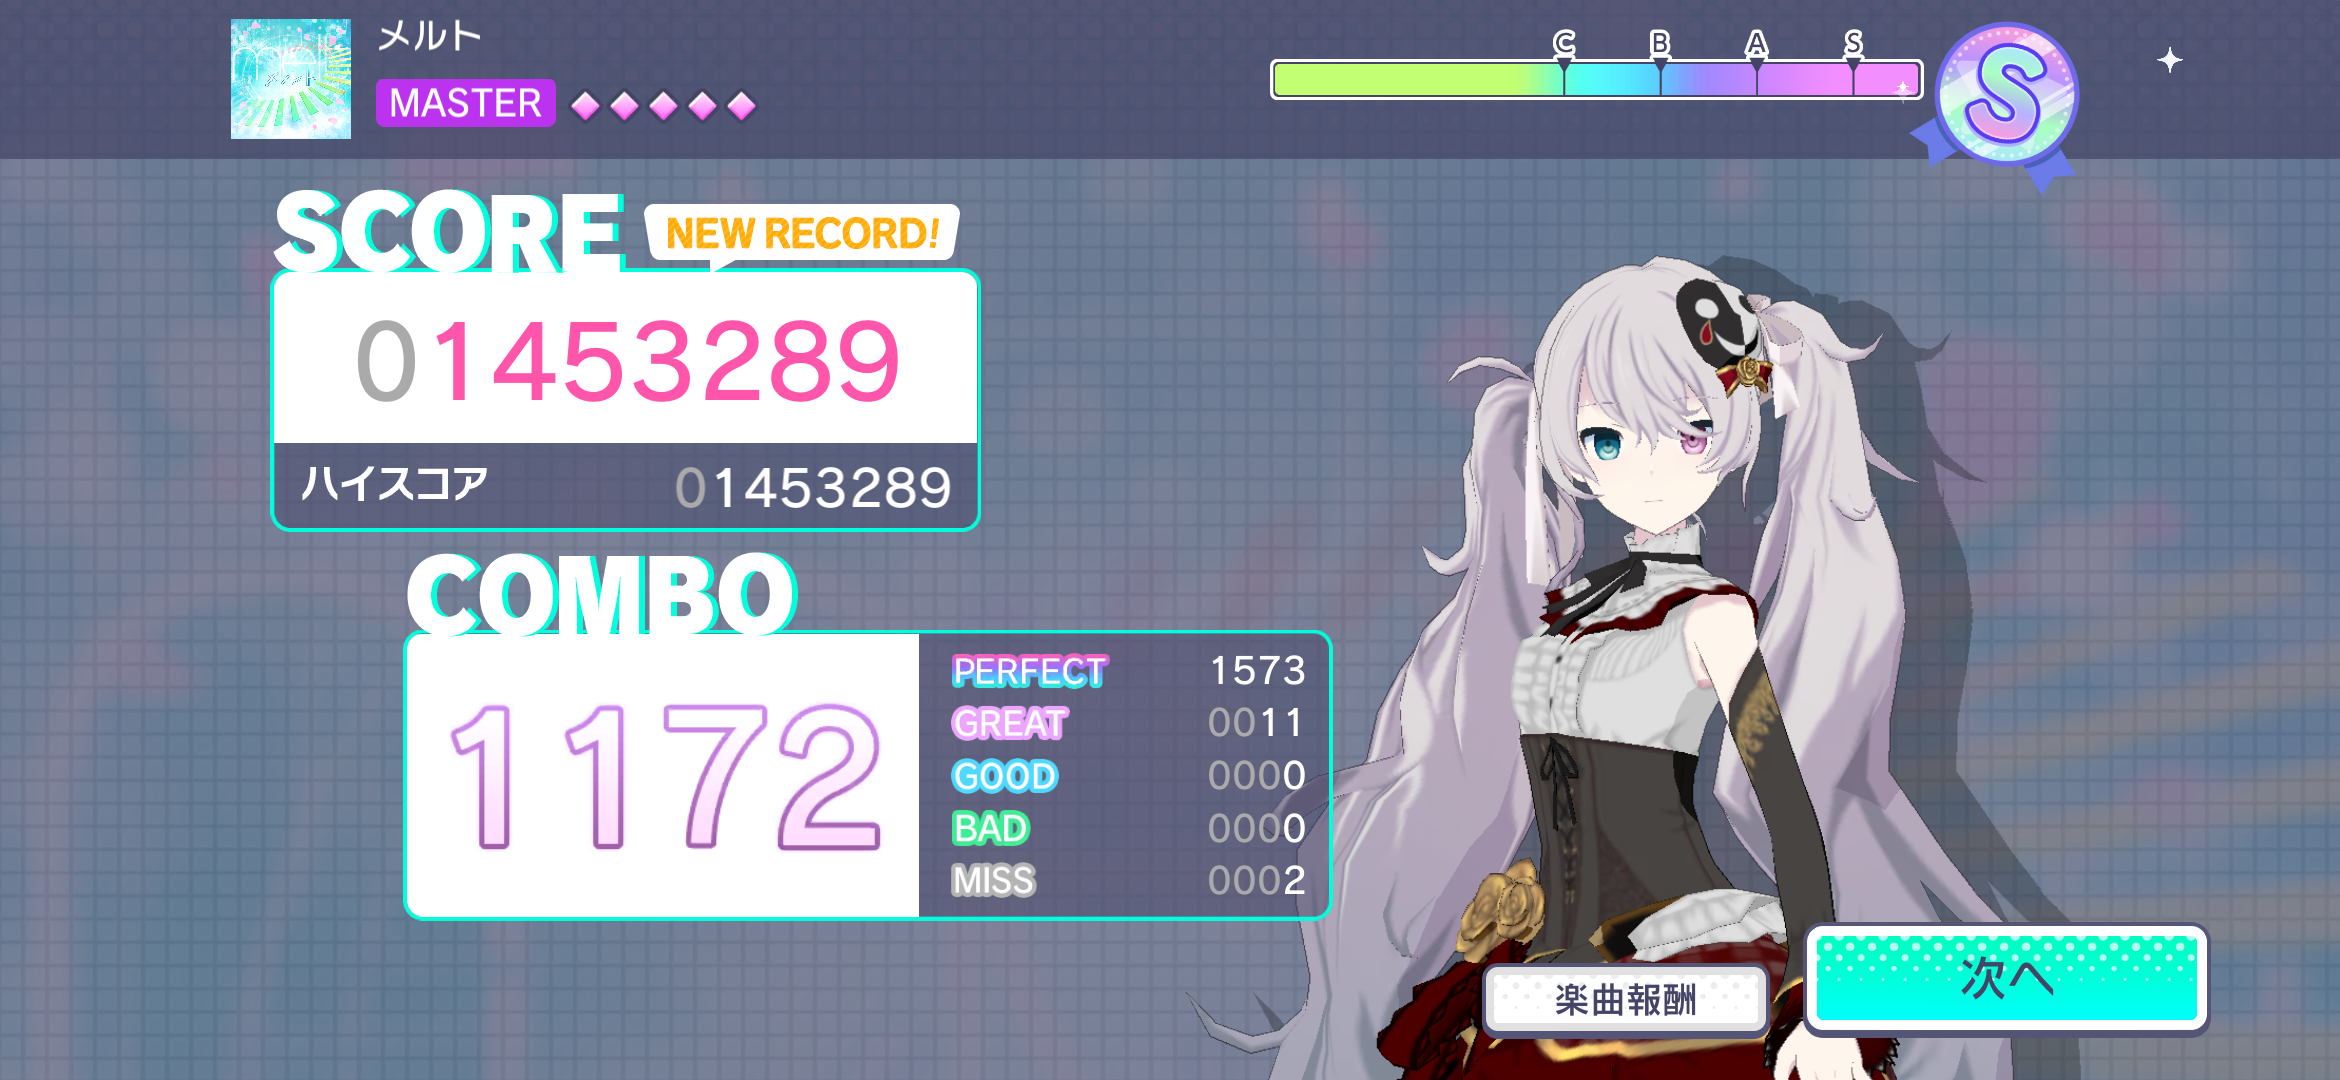 メルト
MASTER
C B A S
S
SCORE
NEW RECORD!
01453289
ハイスコア 01453289
COMBO
1172
PERFECT 1573
GREAT 0011
GOOD 0000
BAD 0000
MISS 0002
楽曲報酬
次へ